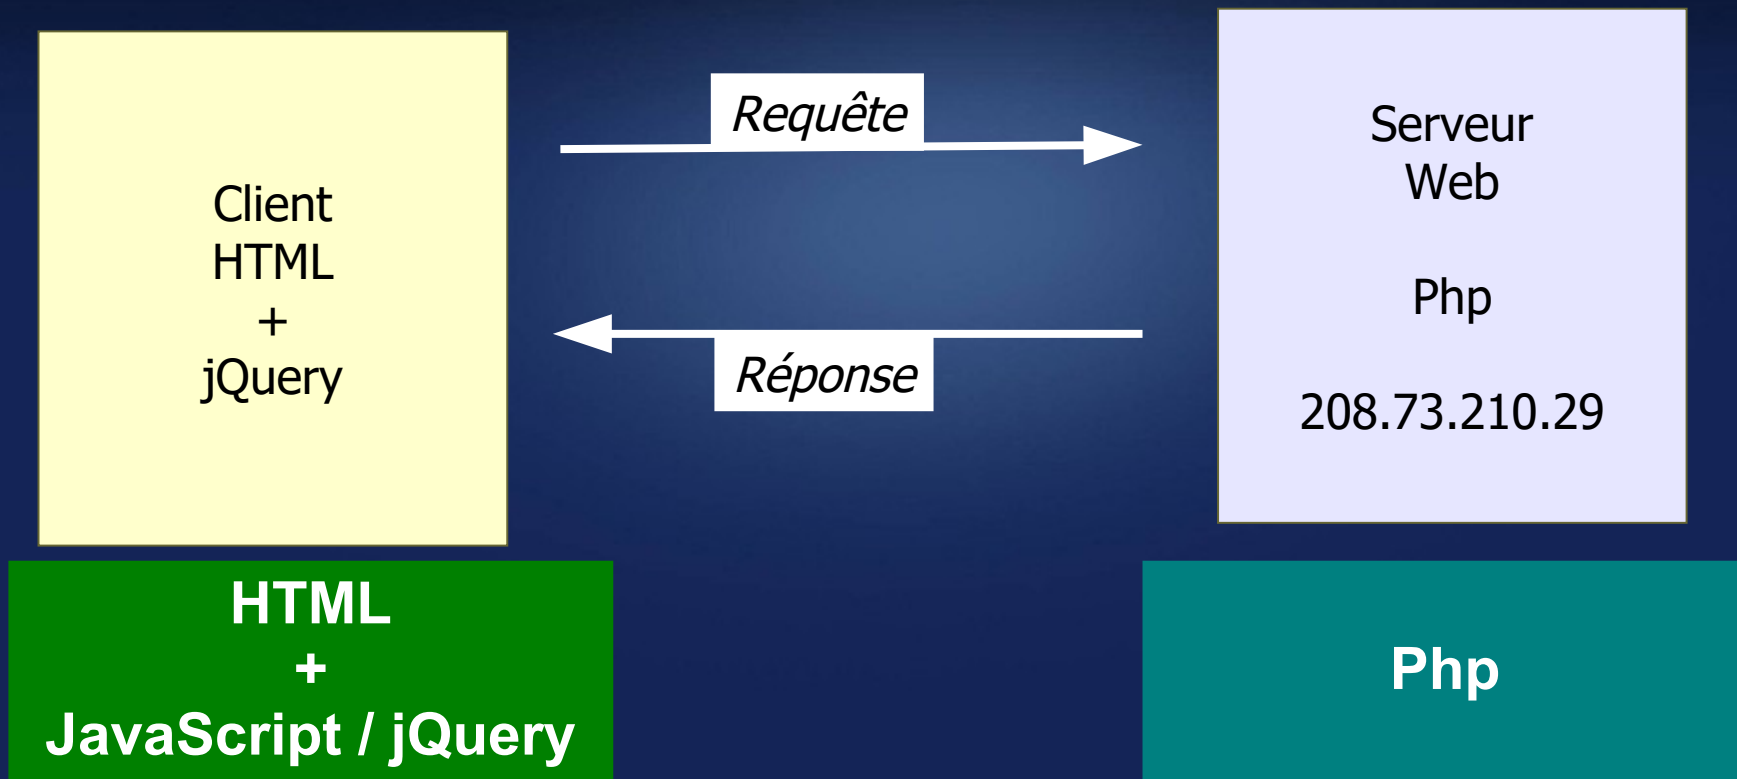 Client
HTML
+
jQuery
Requête
Réponse
Serveur
Web
Php
208.73.210.29
HTML
+
JavaScript / jQuery
Php